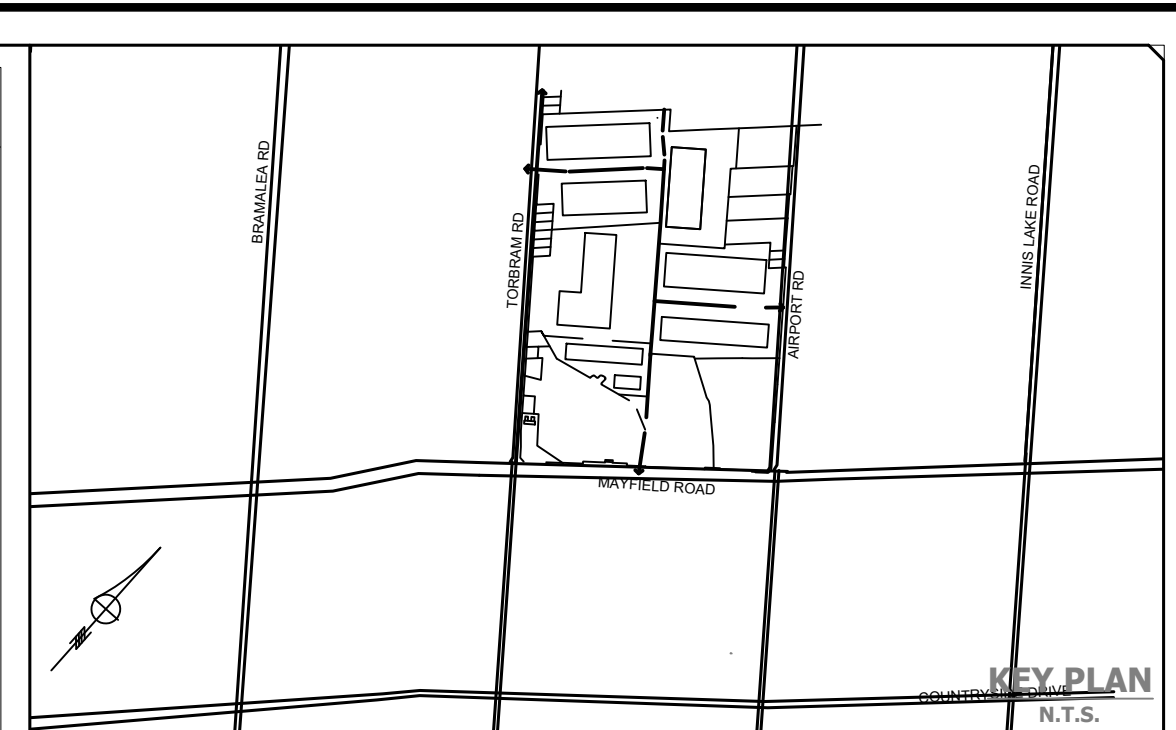 BRAMALEA RD
TORBRAM RD
AIRPORT RD
INNIS LAKE ROAD
MAYFIELD ROAD
COUNTRYSIDE DRIVE
KEY PLAN
N.T.S.